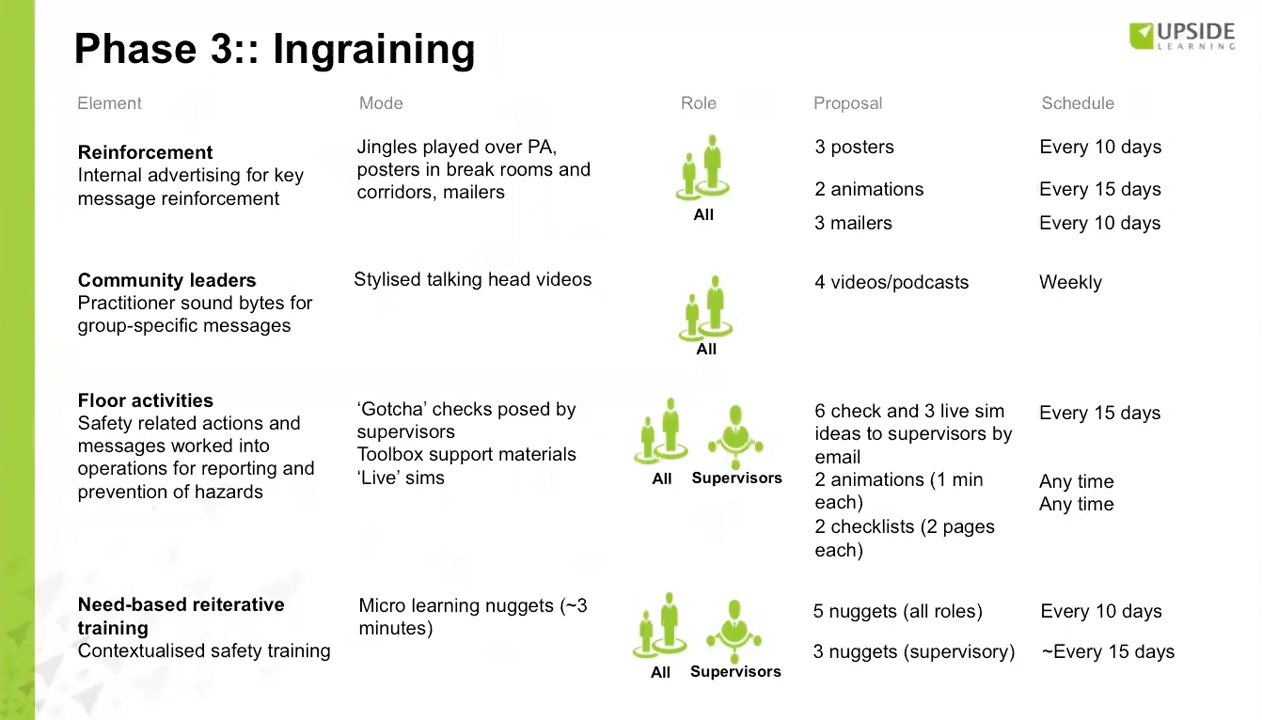 Phase 3:: Ingraining
UPSIDE
LEARNING
Element
Mode
Role
Proposal
Schedule
Reinforcement
Internal advertising for key
message reinforcement
Jingles played over PA,
posters in break rooms and
corridors, mailers
All
3 posters
Every 10 days
2 animations
Every 15 days
3 mailers
Every 10 days
Community leaders
Practitioner sound bytes for
group-specific messages
Stylised talking head videos
All
4 videos/podcasts
Weekly
Floor activities
Safety related actions and
messages worked into
operations for reporting and
prevention of hazards
‘Gotcha’ checks posed by
supervisors
Toolbox support materials
‘Live’ sims
All
Supervisors
6 check and 3 live sim
ideas to supervisors by
email
2 animations (1 min
each)
2 checklists (2 pages
each)
Every 15 days
Any time
Any time
Need-based reiterative
training
Contextualised safety training
Micro learning nuggets (~3
minutes)
All
Supervisors
5 nuggets (all roles)
Every 10 days
3 nuggets (supervisory)
~Every 15 days